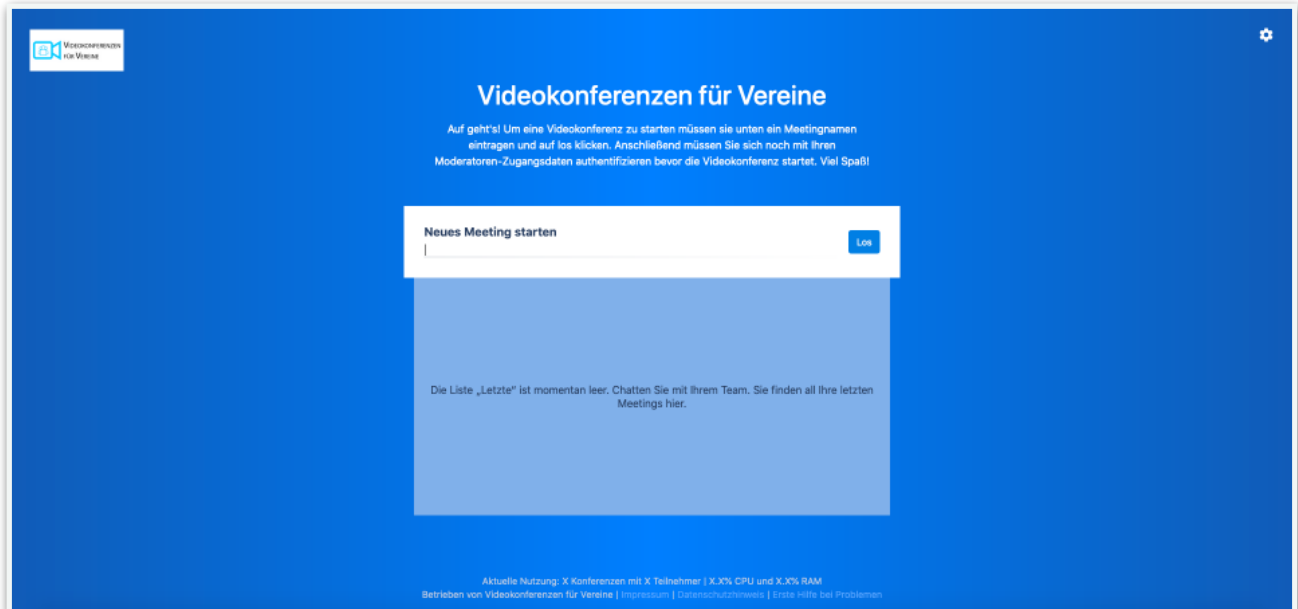 VIDEOKONFERENZEN
FÜR VEREINE
Videokonferenzen für Vereine
Auf geht's! Um eine Videokonferenz zu starten müssen sie unten ein Meetingnamen
eintragen und auf los klicken. Anschließend müssen Sie sich noch mit Ihren
Moderatoren-Zugangsdaten authentifizieren bevor die Videokonferenz startet. Viel Spaß!
Neues Meeting starten
Los
Die Liste „Letzte“ ist momentan leer. Chatten Sie mit Ihrem Team. Sie finden all Ihre letzten
Meetings hier.
Aktuelle Nutzung: X Konferenzen mit X Teilnehmer | X.X% CPU und X.X% RAM
Betrieben von Videokonferenzen für Vereine | Impressum | Datenschutzhinweis | Erste Hilfe bei Problemen